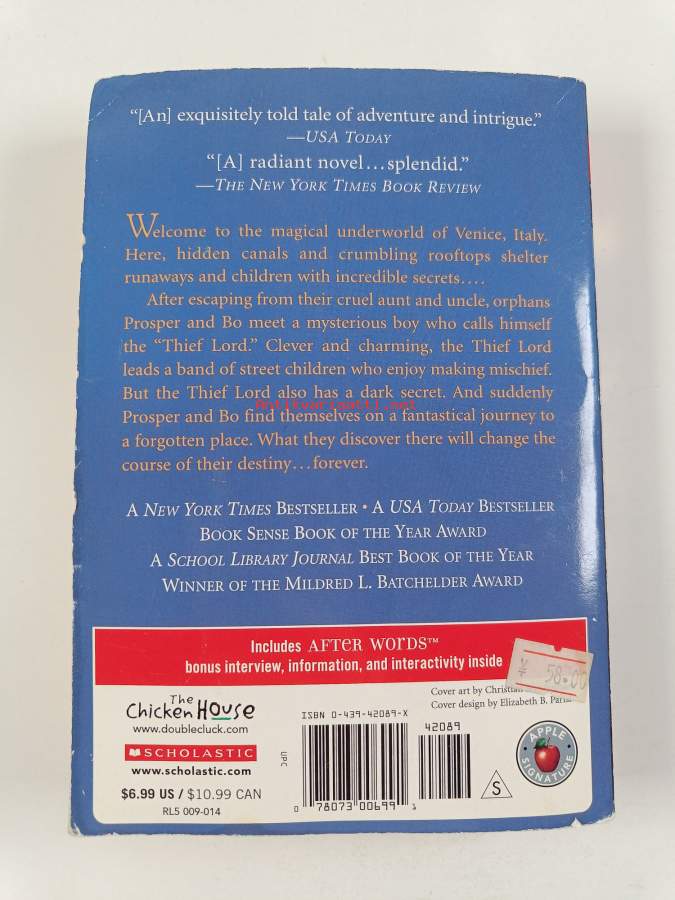 “[An] exquisitely told tale of adventure and intrigue.”
—USA TODAY
“[A] radiant novel…splendid.”
—THE NEW YORK TIMES BOOK REVIEW
Welcome to the magical underworld of Venice, Italy.
Here, hidden canals and crumbling rooftops shelter
runaways and children with incredible secrets….
After escaping from their cruel aunt and uncle, orphans
Prosper and Bo meet a mysterious boy who calls himself
the “Thief Lord.” Clever and charming, the Thief Lord
leads a band of street children who enjoy making mischief.
But the Thief Lord also has a dark secret. And suddenly
Antikvariaatti.net
Prosper and Bo find themselves on a fantastical journey to
a forgotten place. What they discover there will change the
course of their destiny…forever.
A NEW YORK TIMES BESTSELLER • A USA TODAY BESTSELLER
BOOK SENSE BOOK OF THE YEAR AWARD
A SCHOOL LIBRARY JOURNAL BEST BOOK OF THE YEAR
WINNER OF THE MILDRED L. BATCHELDER AWARD
Includes AFTER WORDS™
bonus interview, information, and interactivity inside
¥ 58.00
The
Chicken House
www.doublecluck.com
SCHOLASTIC
www.scholastic.com
$6.99 US / $10.99 CAN
RL5 009-014
Cover art by Christian
Cover design by Elizabeth B.
ISBN 0-439-42089-X
42089
UPC
0 78073 00699 1
S
APPLE
SIGNATURE